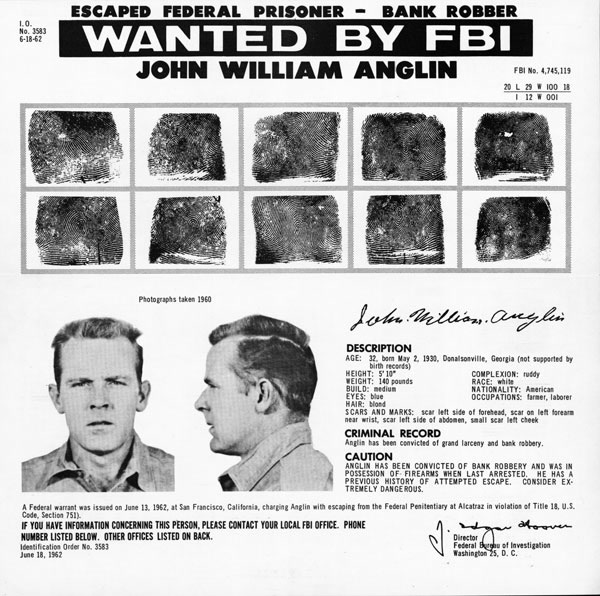 ESCAPED FEDERAL PRISONER - BANK ROBBER
I.O.
No. 3583
6-18-62
WANTED BY FBI
JOHN WILLIAM ANGLIN
FBI No. 4,745,119
20 L 29 W 100 18
I 12 W 001
Photographs taken 1960
John William Anglin
DESCRIPTION
AGE: 32, born May 2, 1930, Donalsonville, Georgia (not supported by
birth records)
HEIGHT: 5'10" COMPLEXION: ruddy
WEIGHT: 140 pounds RACE: white
BUILD: medium NATIONALITY: American
EYES: blue OCCUPATIONS: farmer, laborer
HAIR: blond
SCARS AND MARKS: scar left side of forehead, scar on left forearm
near wrist, scar left side of abdomen, small scar left cheek
CRIMINAL RECORD
Anglin has been convicted of grand larceny and bank robbery.
CAUTION
ANGLIN HAS BEEN CONVICTED OF BANK ROBBERY AND WAS IN
POSSESSION OF FIREARMS WHEN LAST ARRESTED. HE HAS A
PREVIOUS HISTORY OF ATTEMPTED ESCAPE. CONSIDER EX-
TREMELY DANGEROUS.
A Federal warrant was issued on June 13, 1962, at San Francisco, California, charging Anglin with escaping from the Federal Penitentiary at Alcatraz in violation of Title 18, U.S.
Code, Section 751).
IF YOU HAVE INFORMATION CONCERNING THIS PERSON, PLEASE CONTACT YOUR LOCAL FBI OFFICE. PHONE
NUMBER LISTED BELOW. OTHER OFFICES LISTED ON BACK.
Identification Order No. 3583
June 18, 1962
J. Edgar Hoover
Director
Federal Bureau of Investigation
Washington 25, D. C.